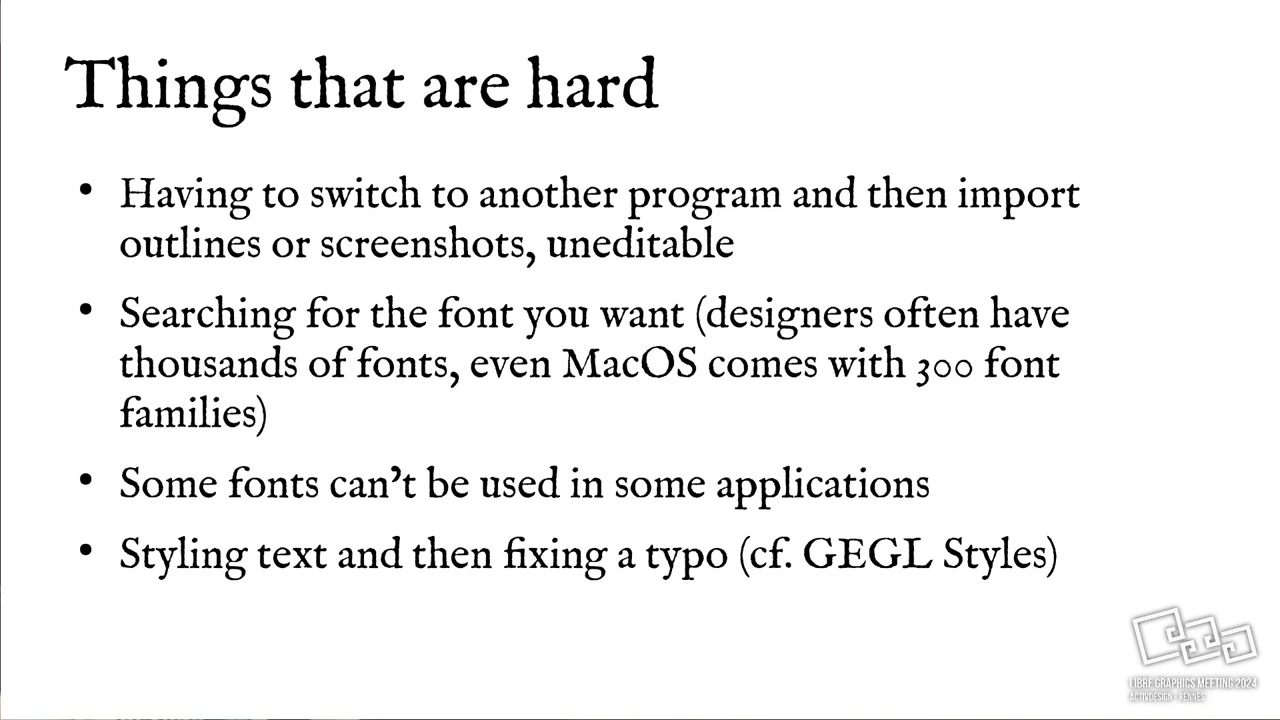 Things that are hard
• Having to switch to another program and then import
outlines or screenshots, uneditable
• Searching for the font you want (designers often have
thousands of fonts, even MacOS comes with 300 font
families)
• Some fonts can’t be used in some applications
• Styling text and then fixing a typo (cf. GEGL Styles)
LIBRE GRAPHICS MEETING 2024
ACTIVDESIGN - RENNES